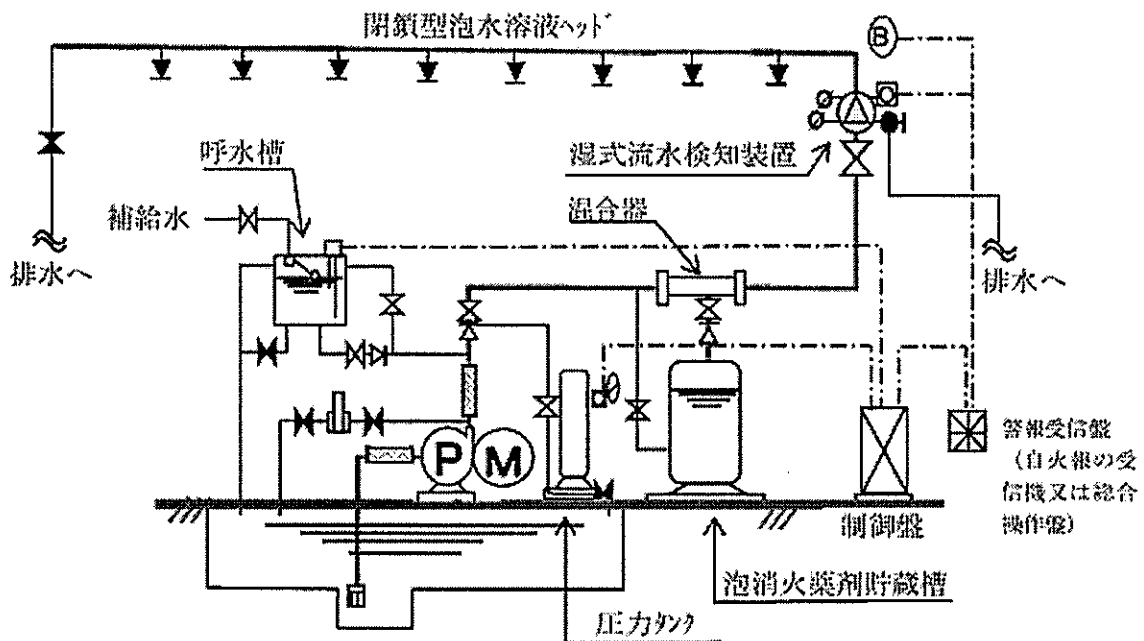 閉鎖型泡水溶液ヘッド
B
呼水槽
湿式流水検知装置
補給水
混合器
排水へ
排水へ
P M
警報受信盤
(自火報の受
信機又は総合
操作盤)
制御盤
泡消火薬剤貯蔵槽
圧力タンク